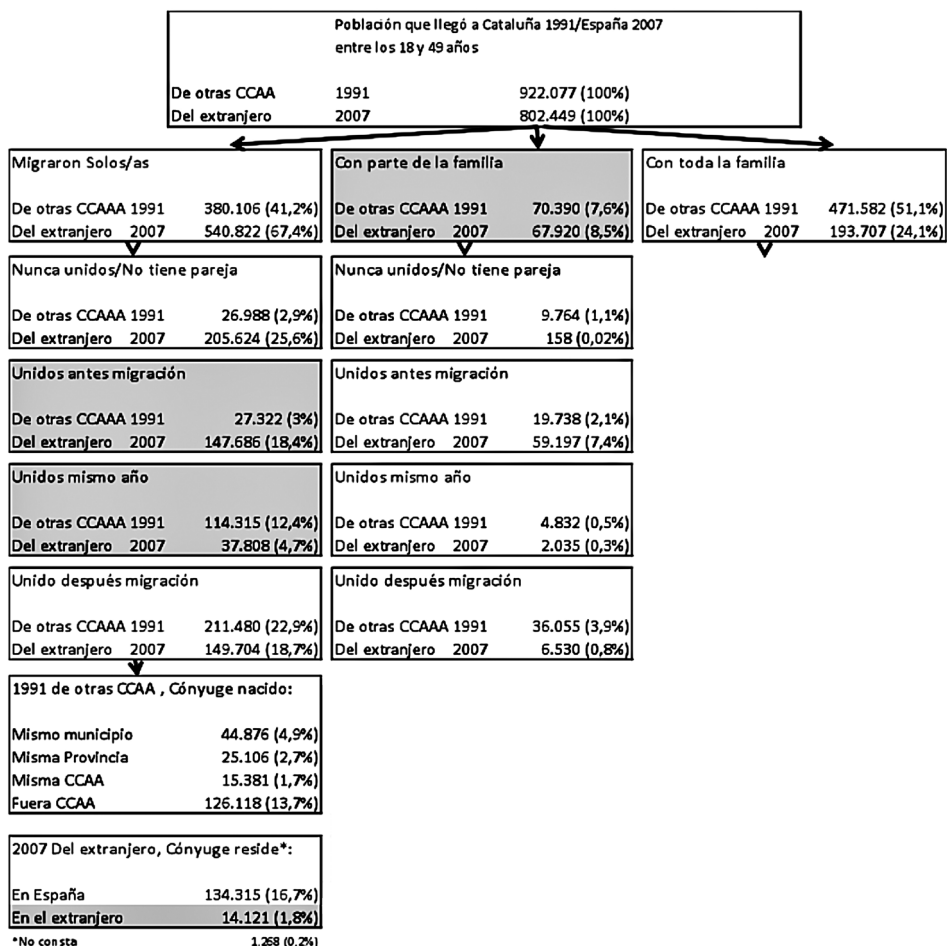 Población que llegó a Cataluña 1991/España 2007
entre los 18 y 49 años
De otras CCAA 1991 922.077 (100%)
Del extranjero 2007 802.449 (100%)
Migraron Solos/as
De otras CCAAA 1991 380.106 (41,2%)
Del extranjero 2007 540.822 (67,4%)
Con parte de la familia
De otras CCAAA 1991 70.390 (7,6%)
Del extranjero 2007 67.920 (8,5%)
Con toda la familia
De otras CCAAA 1991 471.582 (51,1%)
Del extranjero 2007 193.707 (24,1%)
Nunca unidos/No tiene pareja
De otras CCAAA 1991 26.988 (2,9%)
Del extranjero 2007 205.624 (25,6%)
Nunca unidos/No tiene pareja
De otras CCAAA 1991 9.764 (1,1%)
Del extranjero 2007 158 (0,02%)
Unidos antes migración
De otras CCAAA 1991 27.322 (3%)
Del extranjero 2007 147.686 (18,4%)
Unidos antes migración
De otras CCAAA 1991 19.738 (2,1%)
Del extranjero 2007 59.197 (7,4%)
Unidos mismo año
De otras CCAAA 1991 114.315 (12,4%)
Del extranjero 2007 37.808 (4,7%)
Unidos mismo año
De otras CCAAA 1991 4.832 (0,5%)
Del extranjero 2007 2.035 (0,3%)
Unido después migración
De otras CCAAA 1991 211.480 (22,9%)
Del extranjero 2007 149.704 (18,7%)
Unido después migración
De otras CCAAA 1991 36.055 (3,9%)
Del extranjero 2007 6.530 (0,8%)
1991 de otras CCAA , Cónyuge nacido:
Mismo municipio 44.876 (4,9%)
Misma Provincia 25.106 (2,7%)
Misma CCAA 15.381 (1,7%)
Fuera CCAA 126.118 (13,7%)
2007 Del extranjero, Cónyuge reside*:
En España 134.315 (16,7%)
En el extranjero 14.121 (1,8%)
*No consta 1.268 (0,2%)